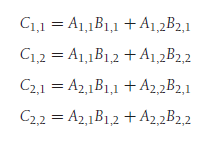 C₁,₁ = A₁,₁B₁,₁ + A₁,₂B₂,₁
C₁,₂ = A₁,₁B₁,₂ + A₁,₂B₂,₂
C₂,₁ = A₂,₁B₁,₁ + A₂,₂B₂,₁
C₂,₂ = A₂,₁B₁,₂ + A₂,₂B₂,₂